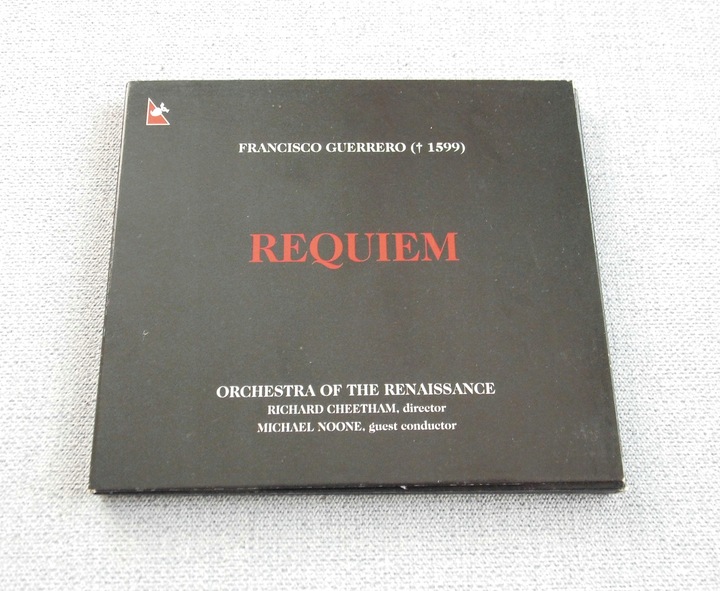 FRANCISCO GUERRERO († 1599)
REQUIEM
ORCHESTRA OF THE RENAISSANCE
RICHARD CHEETHAM, director
MICHAEL NOONE, guest conductor